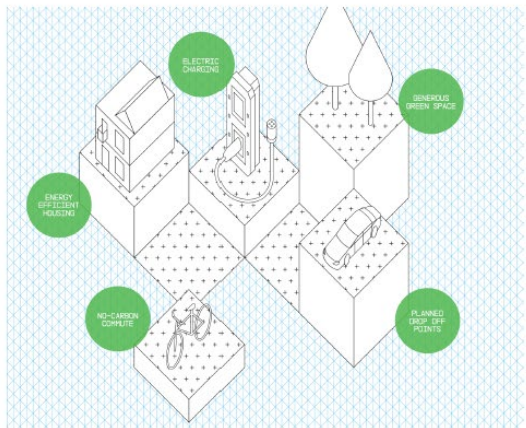 ELECTRIC
CHARGING
GENEROUS
GREEN SPACE
ENERGY
EFFICIENT
HOUSING
NO-CARBON
COMMUTE
PLANNED
DROP OFF
POINTS